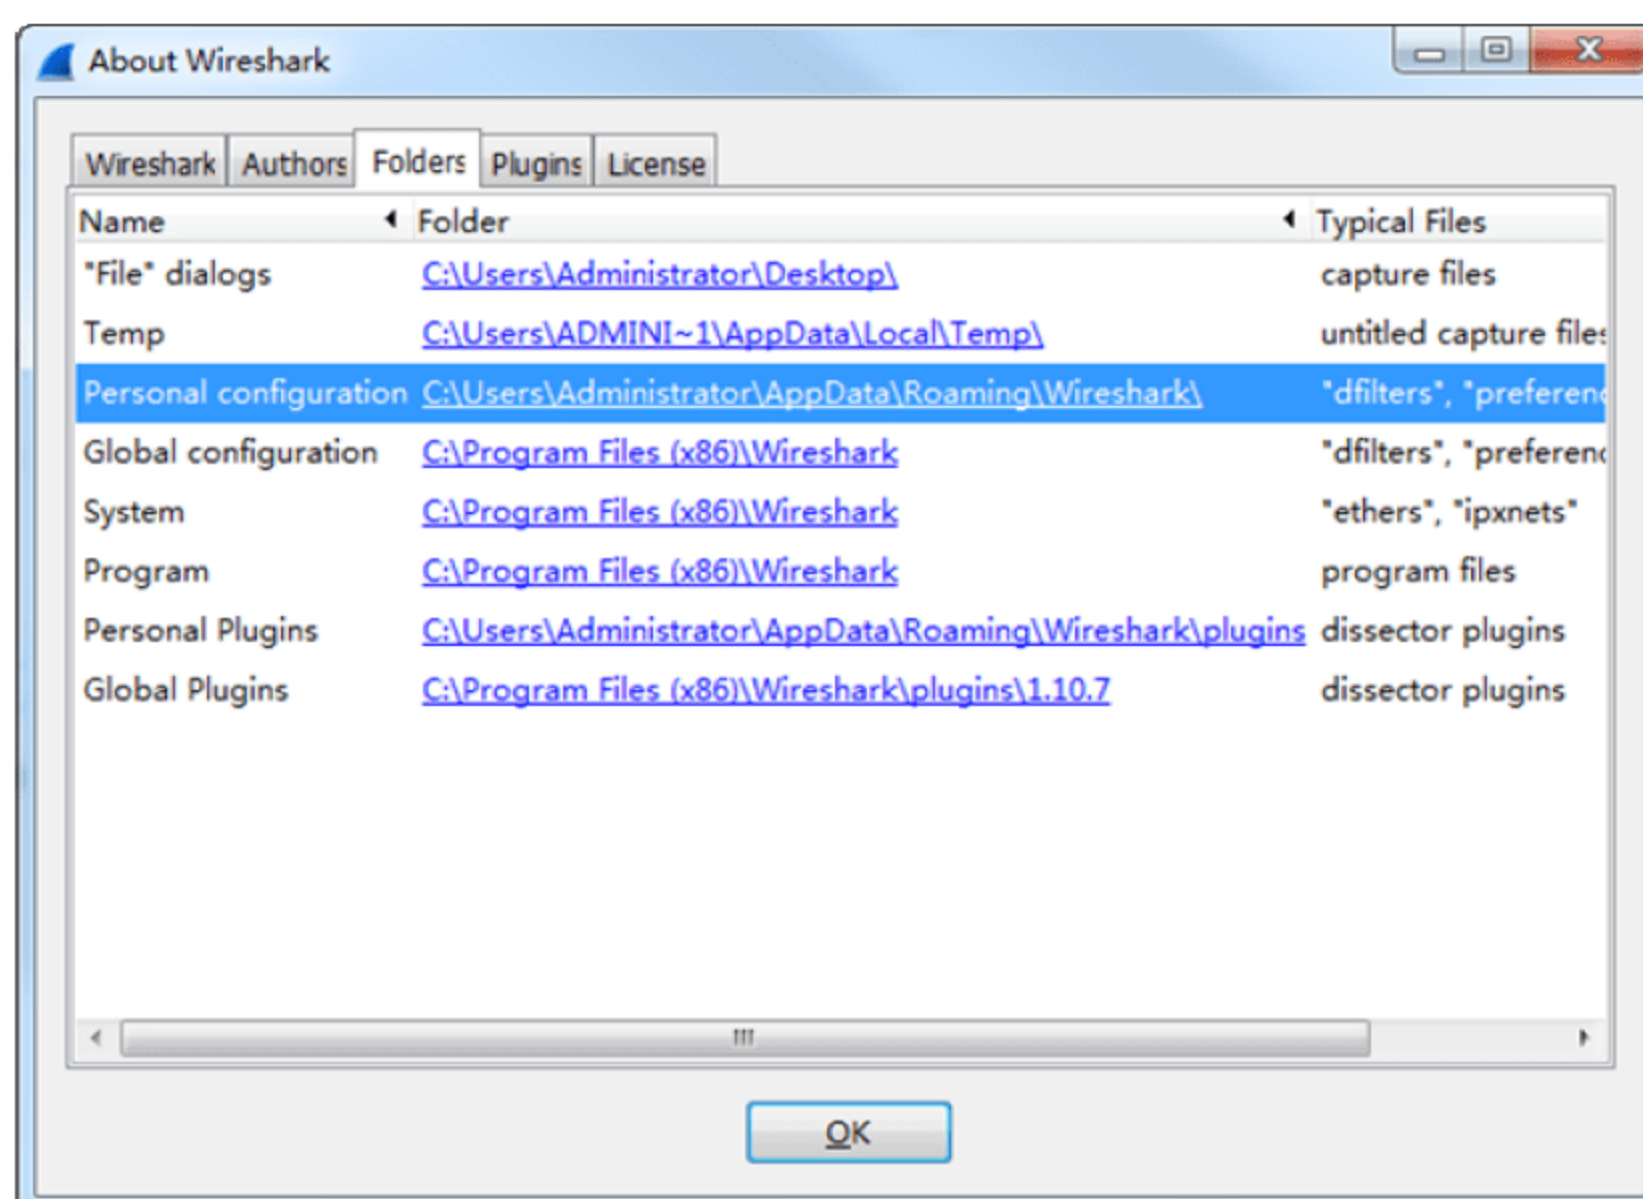 About Wireshark
Wireshark Authors Folders Plugins License
Name Folder Typical Files
"File" dialogs C:\Users\Administrator\Desktop\ capture files
Temp C:\Users\ADMINI~1\AppData\Local\Temp\ untitled capture files
Personal configuration C:\Users\Administrator\AppData\Roaming\Wireshark\ "dfilters", "preferenc
Global configuration C:\Program Files (x86)\Wireshark "dfilters", "preferenc
System C:\Program Files (x86)\Wireshark "ethers", "ipxnets"
Program C:\Program Files (x86)\Wireshark program files
Personal Plugins C:\Users\Administrator\AppData\Roaming\Wireshark\plugins dissector plugins
Global Plugins C:\Program Files (x86)\Wireshark\plugins\1.10.7 dissector plugins
OK